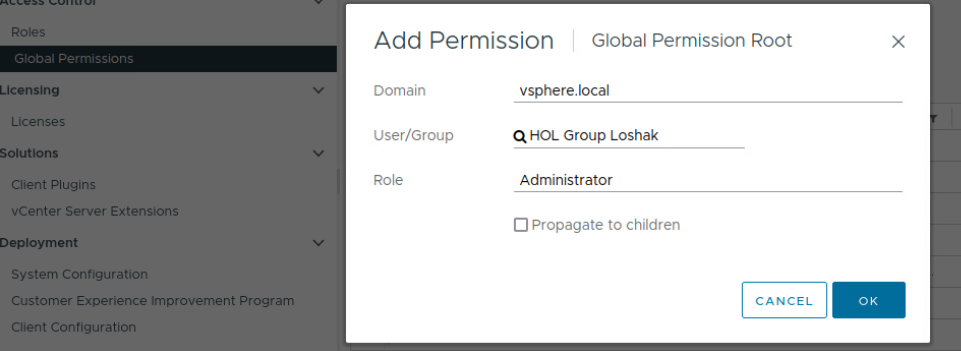 Access Control
Roles
Global Permissions
Licensing
Licenses
Solutions
Client Plugins
vCenter Server Extensions
Deployment
System Configuration
Customer Experience Improvement Program
Client Configuration
Add Permission | Global Permission Root
Domain vsphere.local
User/Group HOL Group Loshak
Role Administrator
Propagate to children
CANCEL OK